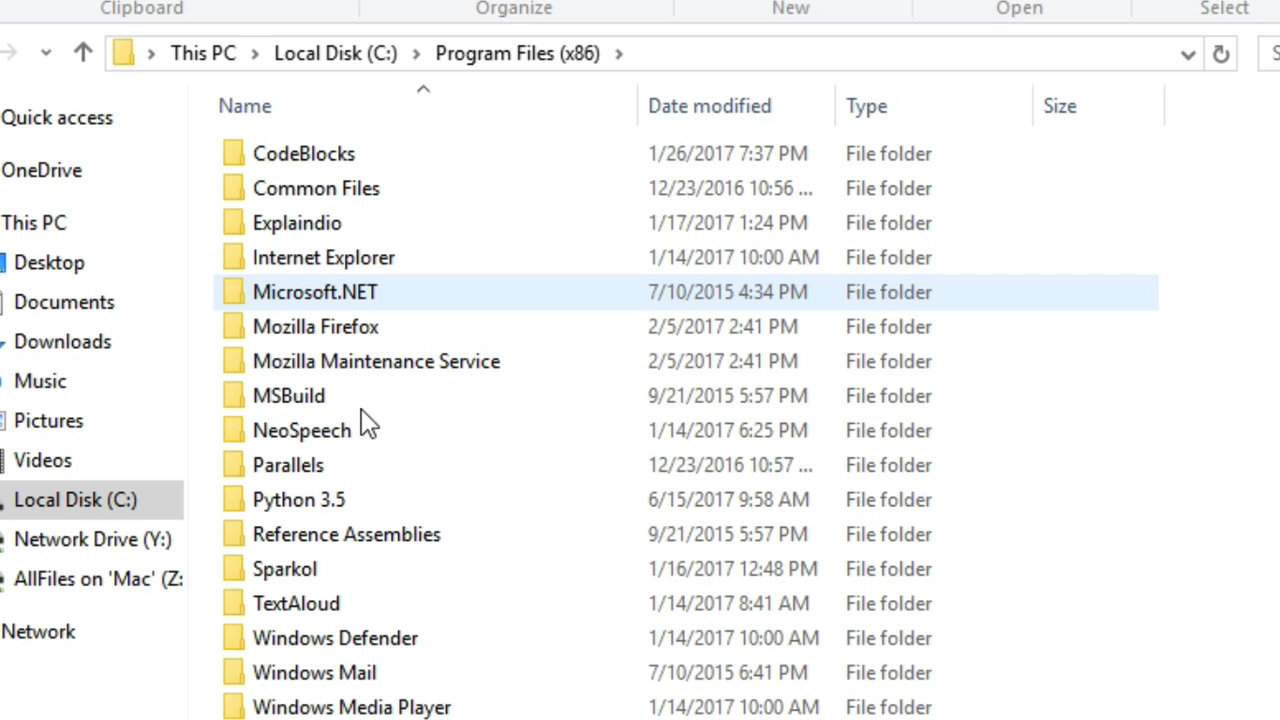 Clipboard Organize New Open Select
This PC Local Disk (C:) Program Files (x86) S
Name Date modified Type Size
Quick access
OneDrive
This PC
Desktop
Documents
Downloads
Music
Pictures
Videos
Local Disk (C:)
Network Drive (Y:)
AllFiles on 'Mac' (Z:
Network
CodeBlocks 1/26/2017 7:37 PM File folder
Common Files 12/23/2016 10:56 ... File folder
Explaindio 1/17/2017 1:24 PM File folder
Internet Explorer 1/14/2017 10:00 AM File folder
Microsoft.NET 7/10/2015 4:34 PM File folder
Mozilla Firefox 2/5/2017 2:41 PM File folder
Mozilla Maintenance Service 2/5/2017 2:41 PM File folder
MSBuild 9/21/2015 5:57 PM File folder
NeoSpeech 1/14/2017 6:25 PM File folder
Parallels 12/23/2016 10:57 ... File folder
Python 3.5 6/15/2017 9:58 AM File folder
Reference Assemblies 9/21/2015 5:57 PM File folder
Sparkol 1/16/2017 12:48 PM File folder
TextAloud 1/14/2017 8:41 AM File folder
Windows Defender 1/14/2017 10:00 AM File folder
Windows Mail 7/10/2015 6:41 PM File folder
Windows Media Player 1/14/2017 10:00 AM File folder